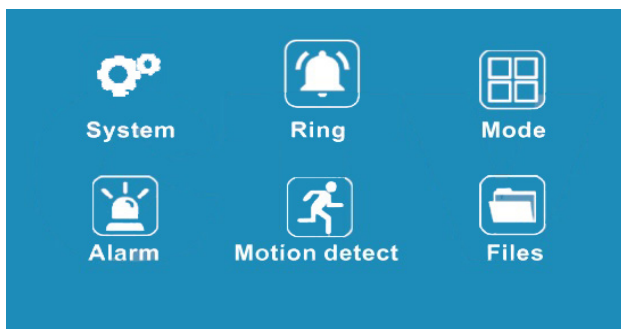 System
Ring
Mode
Alarm
Motion detect
Files